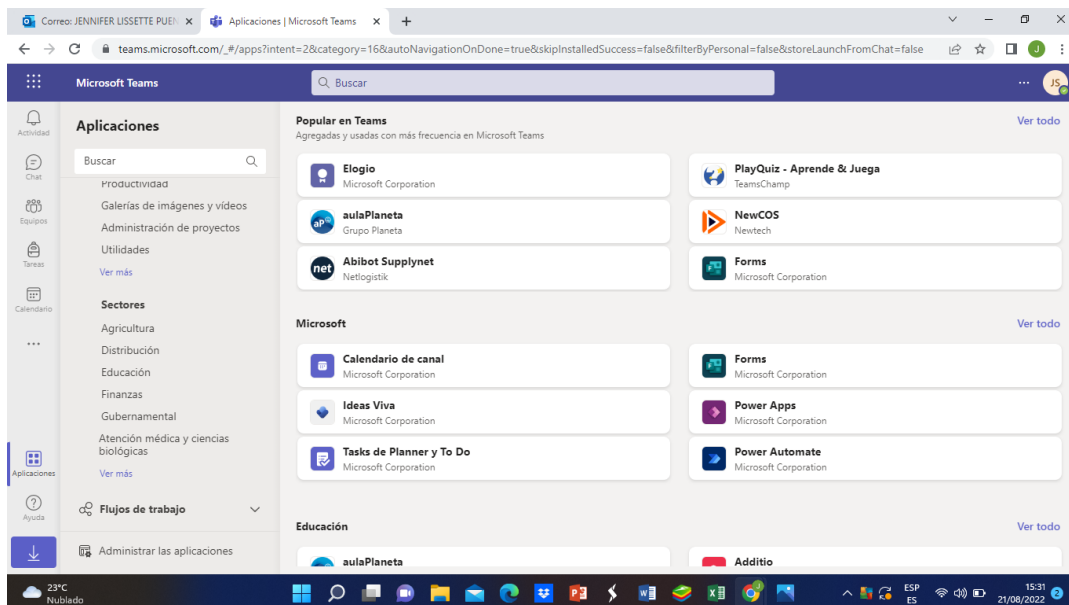 Correo: JENNIFER LISSETTE PUEN
Aplicaciones | Microsoft Teams
teams.microsoft.com/_#/apps?intent=2&category=16&autoNavigationOnDone=true&skipInstalledSuccess=false&filterByPersonal=false&storeLaunchFromChat=false
J
Microsoft Teams
Buscar
JS
Actividad
Chat
Equipos
Tareas
Calendario
Aplicaciones
Ayuda
Aplicaciones
Buscar
Productividad
Galerías de imágenes y vídeos
Administración de proyectos
Utilidades
Ver más
Sectores
Agricultura
Distribución
Educación
Finanzas
Gubernamental
Atención médica y ciencias
biológicas
Ver más
Flujos de trabajo
Administrar las aplicaciones
Popular en Teams
Ver todo
Agregadas y usadas con más frecuencia en Microsoft Teams
Elogio
Microsoft Corporation
PlayQuiz - Aprende & Juega
TeamsChamp
aP
aulaPlaneta
Grupo Planeta
NewCOS
Newtech
net
Abibot Supplynet
Netlogistik
Forms
Microsoft Corporation
Microsoft
Ver todo
Calendario de canal
Microsoft Corporation
Forms
Microsoft Corporation
Ideas Viva
Microsoft Corporation
Power Apps
Microsoft Corporation
Tasks de Planner y To Do
Microsoft Corporation
Power Automate
Microsoft Corporation
Educación
Ver todo
aulaPlaneta
Additio
23°C
Nublado
ESP
ES
15:31
21/08/2022
2